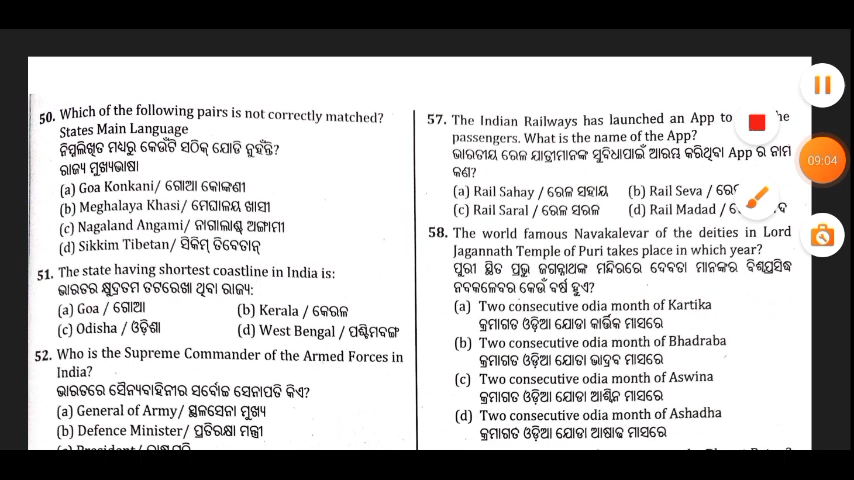 50. Which of the following pairs is not correctly matched?
States Main Language
ନିମ୍ନଲିଖିତ ମଧ୍ୟରୁ କେଉଁଟି ସଠିକ୍ ଯୋଡି ନୁହଁତି?
ରାଜ୍ୟ ମୁଖ୍ୟଭାଷା
(a) Goa Konkani/ ଗୋଆ କୋଙ୍କଣୀ
(b) Meghalaya Khasi/ ମେଘାଳୟ ଖାସୀ
(c) Nagaland Angami/ ନାଗାଲାଣ୍ଡ ଅଙ୍ଗାମୀ
(d) Sikkim Tibetan/ ସିକିମ୍ ତିବେତାନ୍
51. The state having shortest coastline in India is:
ଭାରତର କ୍ଷୁଦ୍ରତମ ତଟରେଖା ଥିବା ରାଜ୍ୟ:
(a) Goa / ଗୋଆ (b) Kerala / କେରଳ
(c) Odisha / ଓଡ଼ିଶା (d) West Bengal / ପଶ୍ଚିମବଙ୍ଗ
52. Who is the Supreme Commander of the Armed Forces in
India?
ଭାରତରେ ସୈନ୍ୟବାହିନୀର ସର୍ବୋଚ୍ଚ ସେନାପତି କିଏ?
(a) General of Army/ ସ୍ଥଳସେନା ମୁଖ୍ୟ
(b) Defence Minister/ ପ୍ରତିରକ୍ଷା ମନ୍ତ୍ରୀ
57. The Indian Railways has launched an App to
passengers. What is the name of the App?
ଭାରତୀୟ ରେଳ ଯାତ୍ରୀମାନଙ୍କ ସୁବିଧାପାଇଁ ଆରମ୍ଭ କରିଥିବା App ର ନାମ
କଣ?
(a) Rail Sahay / ରେଳ ସହାୟ (b) Rail Seva /
(c) Rail Saral / ରେଳ ସରଳ (d) Rail Madad /
58. The world famous Navakalevar of the deities in Lord
Jagannath Temple of Puri takes place in which year?
ପୁରୀ ସ୍ଥିତ ପ୍ରଭୁ ଜଗନ୍ନାଥଙ୍କ ମନ୍ଦିରରେ ଦେବତା ମାନଙ୍କର ବିଶ୍ୱପ୍ରସିଦ୍ଧ
ନବକଳେବର କେଉଁ ବର୍ଷ ହୁଏ?
(a) Two consecutive odia month of Kartika
କ୍ରମାଗତ ଓଡ଼ିଆ ଯୋଡା କାର୍ତ୍ତିକ ମାସରେ
(b) Two consecutive odia month of Bhadraba
କ୍ରମାଗତ ଓଡ଼ିଆ ଯୋଡା ଭାଦ୍ରବ ମାସରେ
(c) Two consecutive odia month of Aswina
କ୍ରମାଗତ ଓଡ଼ିଆ ଯୋଡା ଆଶ୍ୱିନ ମାସରେ
(d) Two consecutive odia month of Ashadha
କ୍ରମାଗତ ଓଡ଼ିଆ ଯୋଡା ଆଷାଢ ମାସରେ
09:04